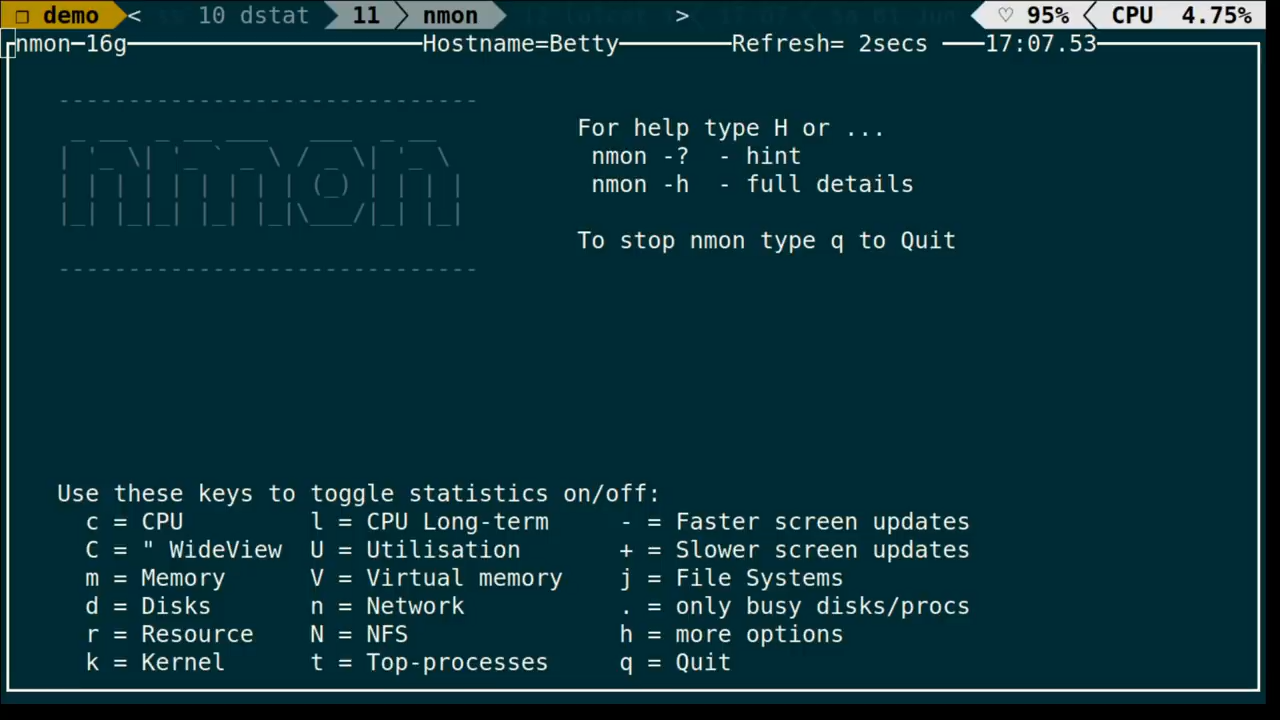 ❐ demo < 10 dstat 11 nmon > ♡ 95% CPU 4.75%
nmon-16g Hostname=Betty Refresh= 2secs 17:07.53
nmon
For help type H or ...
nmon -? - hint
nmon -h - full details
To stop nmon type q to Quit
Use these keys to toggle statistics on/off:
c = CPU l = CPU Long-term - = Faster screen updates
C = " WideView U = Utilisation + = Slower screen updates
m = Memory V = Virtual memory j = File Systems
d = Disks n = Network . = only busy disks/procs
r = Resource N = NFS h = more options
k = Kernel t = Top-processes q = Quit